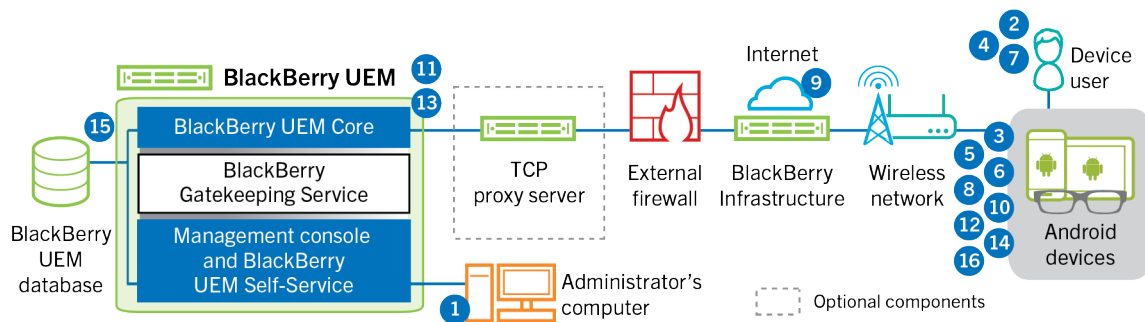 BlackBerry UEM
11
13
15
BlackBerry UEM Core
BlackBerry
Gatekeeping Service
Management console
and BlackBerry
UEM Self-Service
BlackBerry
UEM
database
1
Administrator's
computer
TCP
proxy server
External
firewall
Internet
9
BlackBerry
Infrastructure
Wireless
network
2
4
7
Device
user
3
5
6
8
10
12
14
16
Android
devices
Optional components